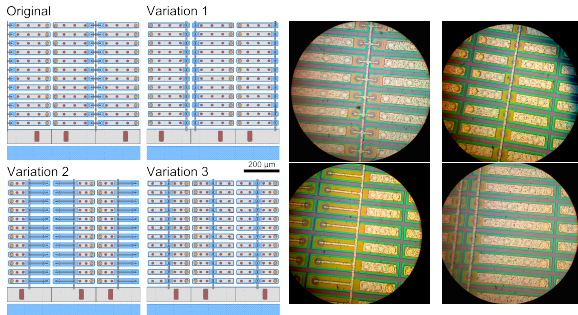 Original
Variation 1
Variation 2
Variation 3
200 μm